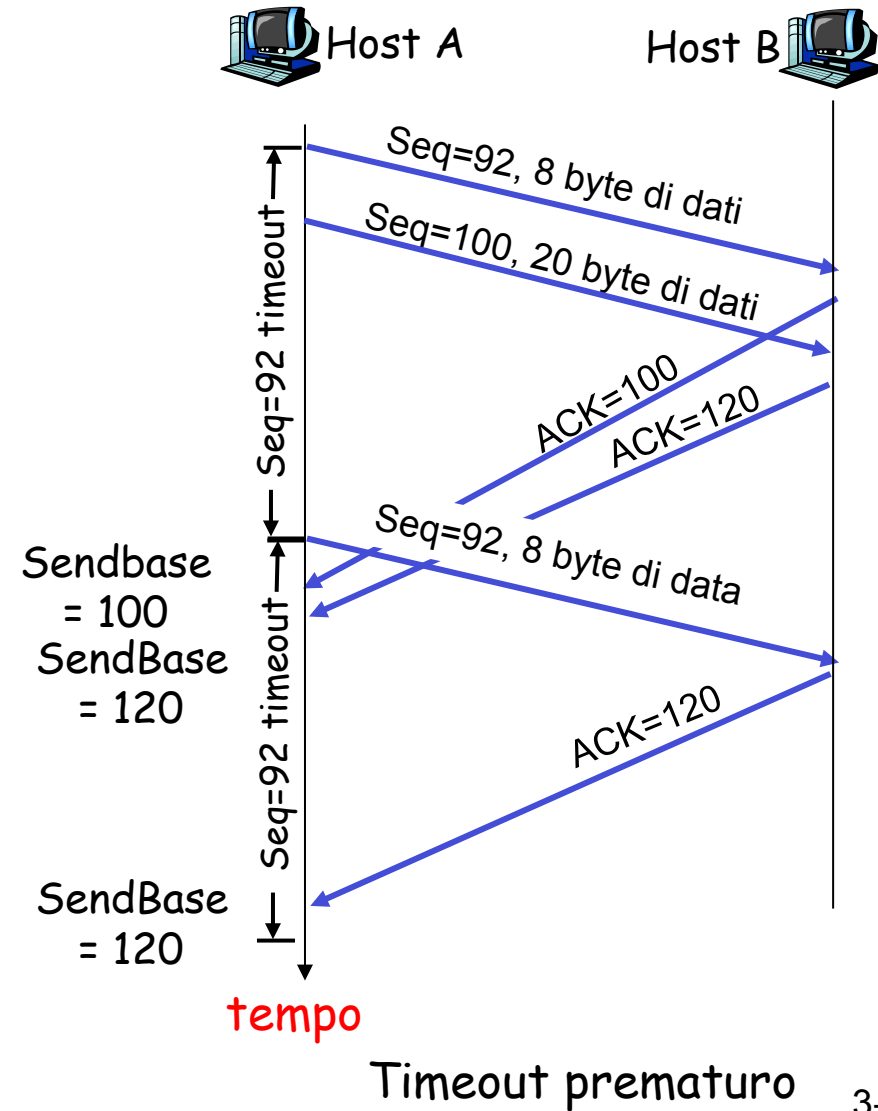 Host A
Host B
Seq=92, 8 byte di dati
Seq=100, 20 byte di dati
Seq=92 timeout
ACK=100
ACK=120
Seq=92, 8 byte di data
Sendbase
= 100
SendBase
= 120
Seq=92 timeout
ACK=120
SendBase
= 120
tempo
Timeout prematuro
3-